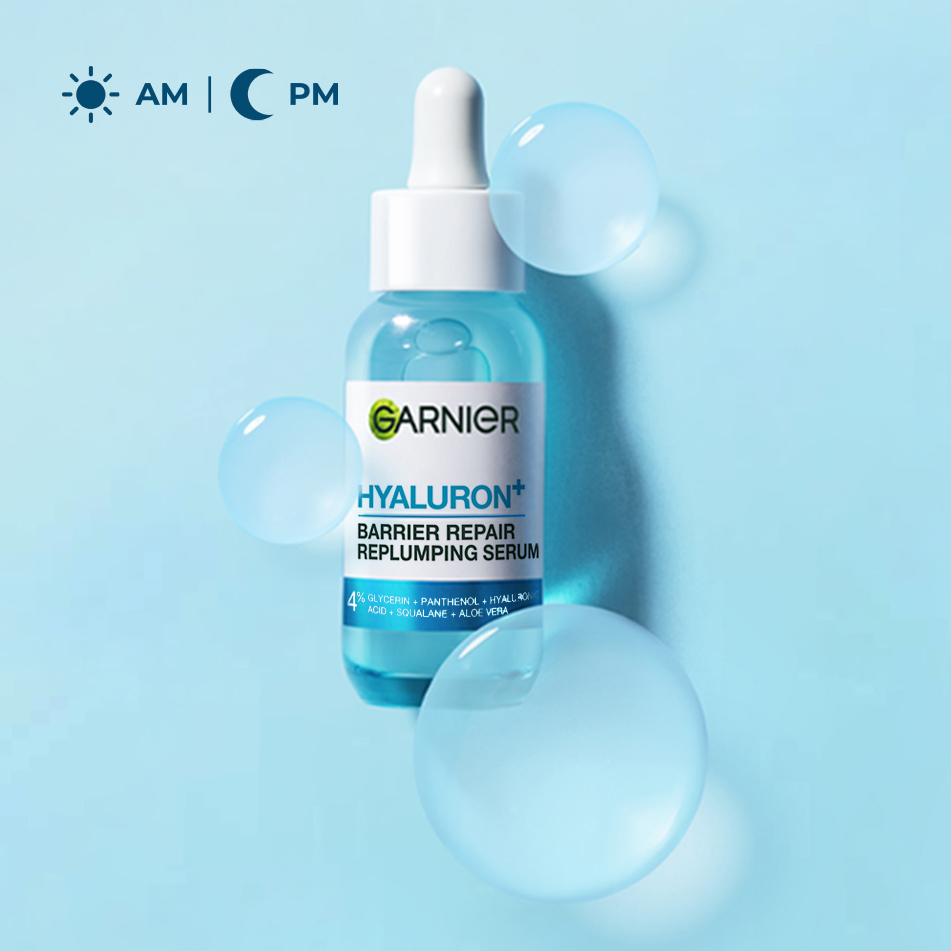 AM | PM
GARNIER
HYALURON+
BARRIER REPAIR
REPLUMPING SERUM
4% GLYCERIN + PANTHENOL + HYALURONIC
ACID + SQUALANE + ALOE VERA